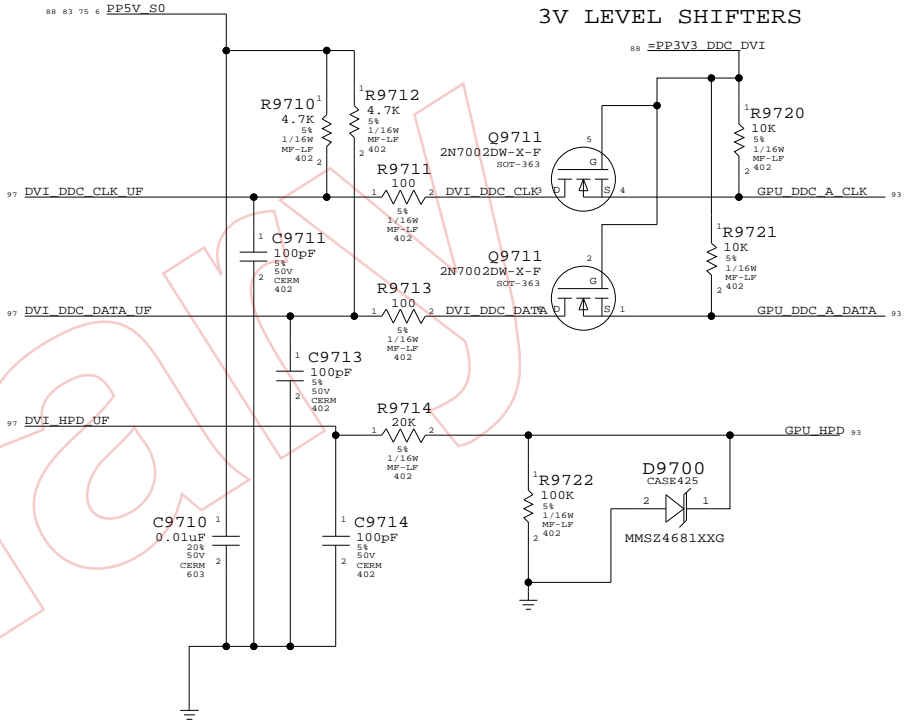 3V LEVEL SHIFTERS
88 83 75 6 PP5V_S0
88 =PP3V3_DDC_DVI
R9710
4.7K
5%
1/16W
MF-LF
402
1
2
R9712
4.7K
5%
1/16W
MF-LF
402
1
2
R9720
10K
5%
1/16W
MF-LF
402
1
2
Q9711
2N7002DW-X-F
SOT-363
5
G
D
S
4
97 DVI_DDC_CLK_UF
R9711
1 100 2
5%
1/16W
MF-LF
402
DVI_DDC_CLK
3
GPU_DDC_A_CLK 93
C9711
100pF
5%
50V
CERM
402
1
2
Q9711
2N7002DW-X-F
SOT-363
2
G
D
S
1
R9721
10K
5%
1/16W
MF-LF
402
1
2
97 DVI_DDC_DATA_UF
R9713
1 100 2
5%
1/16W
MF-LF
402
DVI_DDC_DATA
GPU_DDC_A_DATA 93
C9713
100pF
5%
50V
CERM
402
1
2
97 DVI_HPD_UF
R9714
20K
1 2
5%
1/16W
MF-LF
402
GPU_HPD 93
R9722
100K
5%
1/16W
MF-LF
402
1
2
D9700
CASE425
2 1
MMSZ4681XXG
C9710
0.01uF
20%
50V
CERM
603
1
2
C9714
100pF
5%
50V
CERM
402
1
2
ary